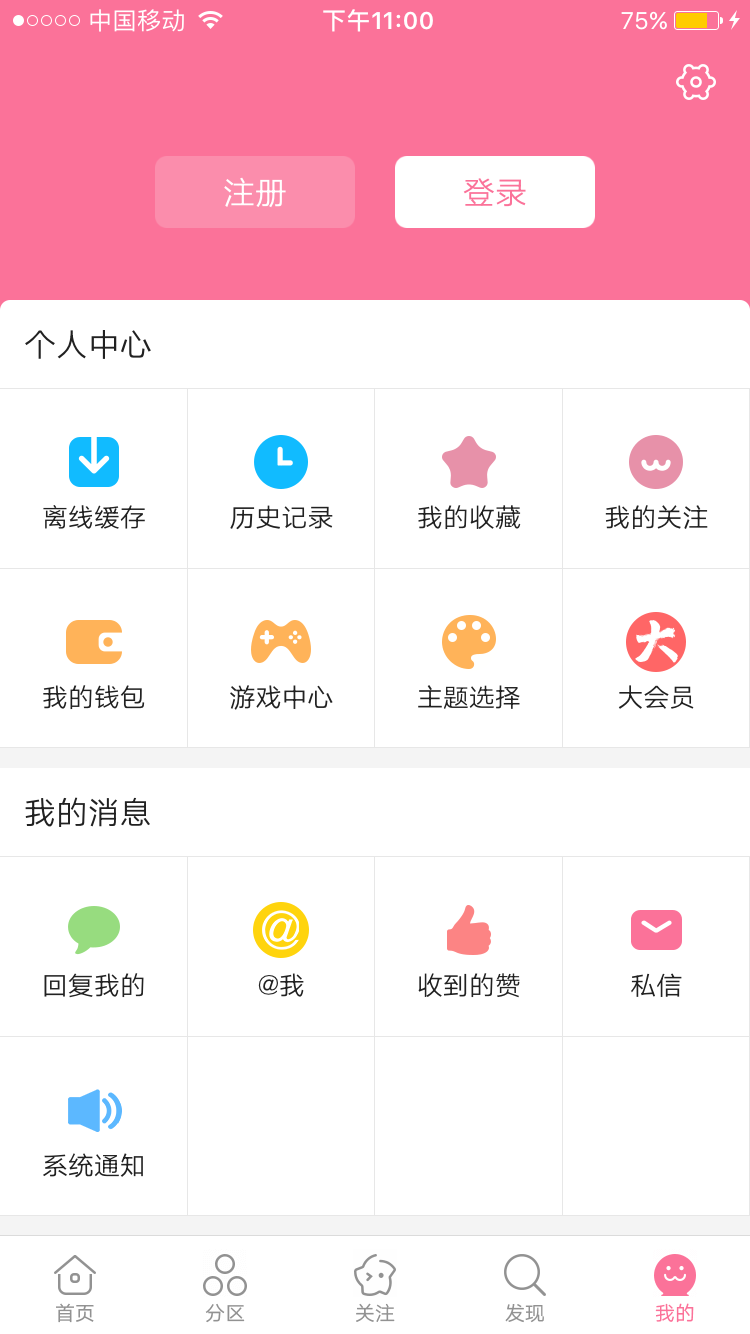 中国移动 下午11:00 75%
注册 登录
个人中心
离线缓存 历史记录 我的收藏 我的关注
我的钱包 游戏中心 主题选择 大会员
大
我的消息
@
回复我的 @我 收到的赞 私信
系统通知
首页 分区 关注 发现 我的